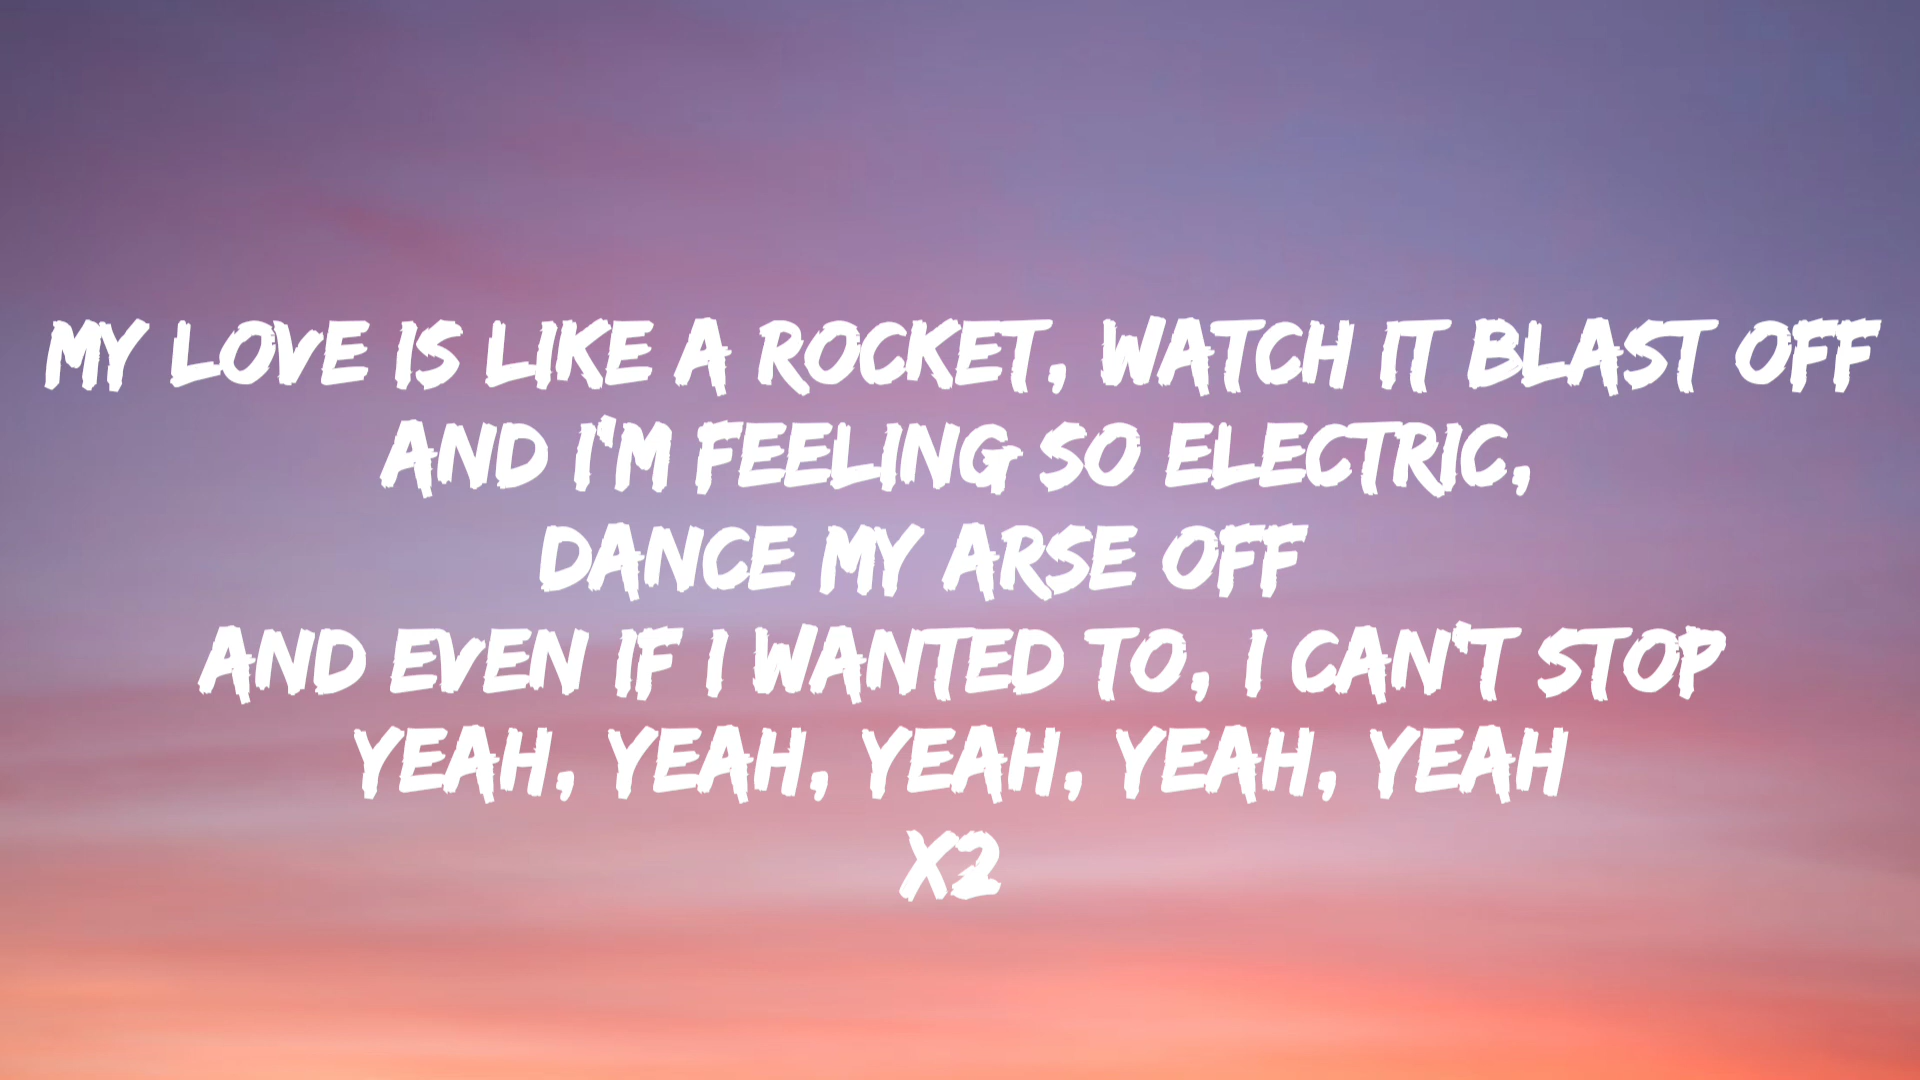 MY LOVE IS LIKE A ROCKET, WATCH IT BLAST OFF
AND I'M FEELING SO ELECTRIC,
DANCE MY ARSE OFF
AND EVEN IF I WANTED TO, I CAN'T STOP
YEAH, YEAH, YEAH, YEAH, YEAH
X2